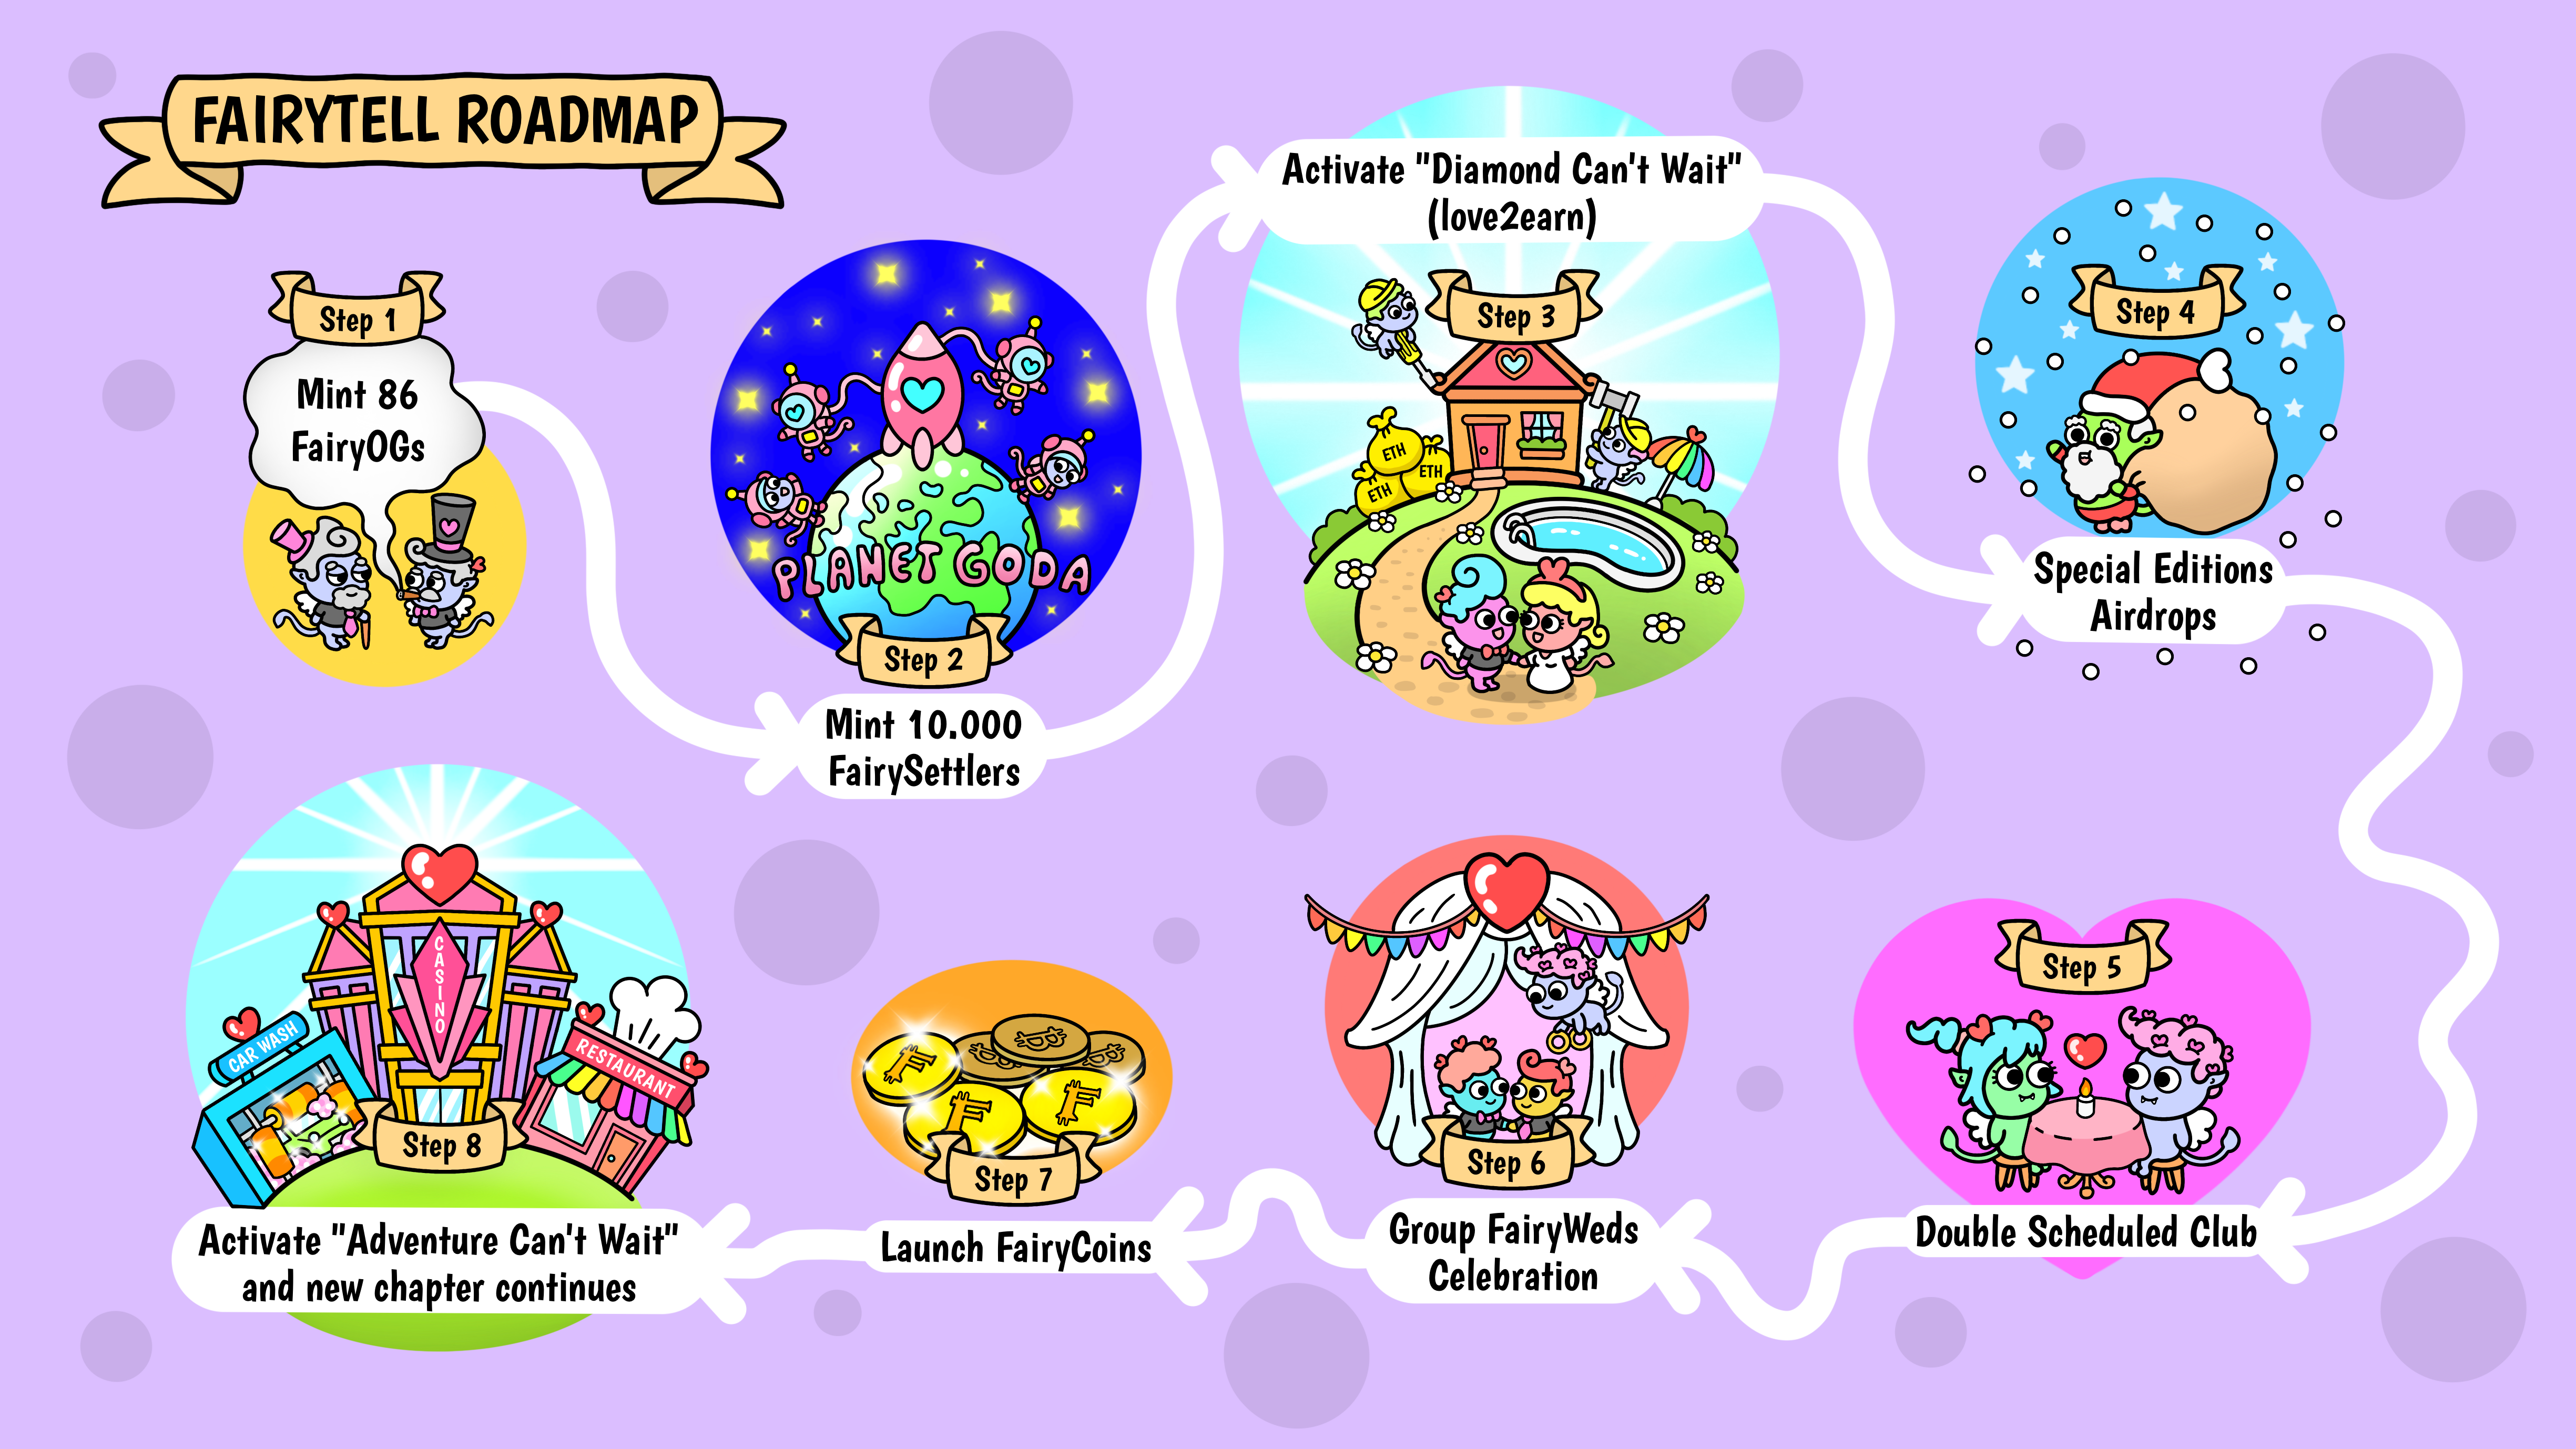 FAIRYTELL ROADMAP
Step 1
Mint 86
FairyOGs
PLANET GODA
Step 2
Mint 10.000
FairySettlers
Activate "Diamond Can't Wait"
(love2earn)
Step 3
ETH
ETH
ETH
Step 4
Special Editions
Airdrops
Step 5
Double Scheduled Club
Step 6
Group FairyWeds
Celebration
Step 7
Launch FairyCoins
CASINO
CAR WASH
RESTAURANT
Step 8
Activate "Adventure Can't Wait"
and new chapter continues